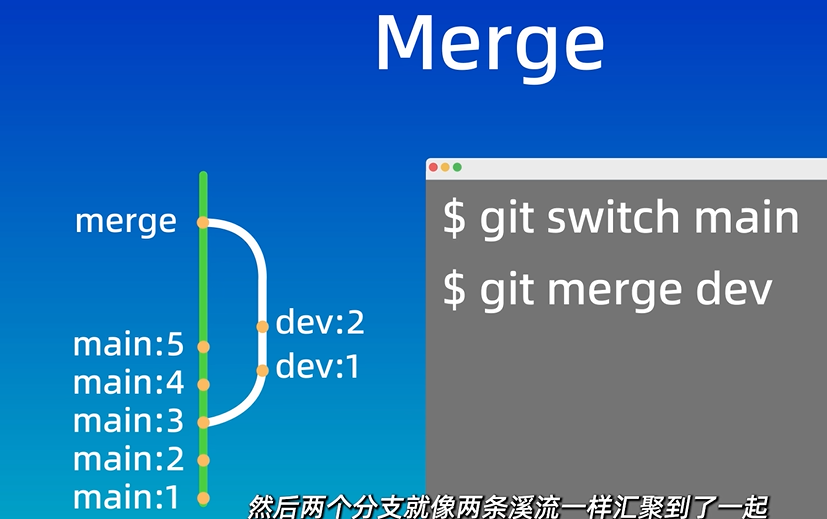 Merge
merge
main:5
main:4
main:3
main:2
main:1
dev:2
dev:1
$ git switch main
$ git merge dev
然后两个分支就像两条溪流一样汇聚到了一起